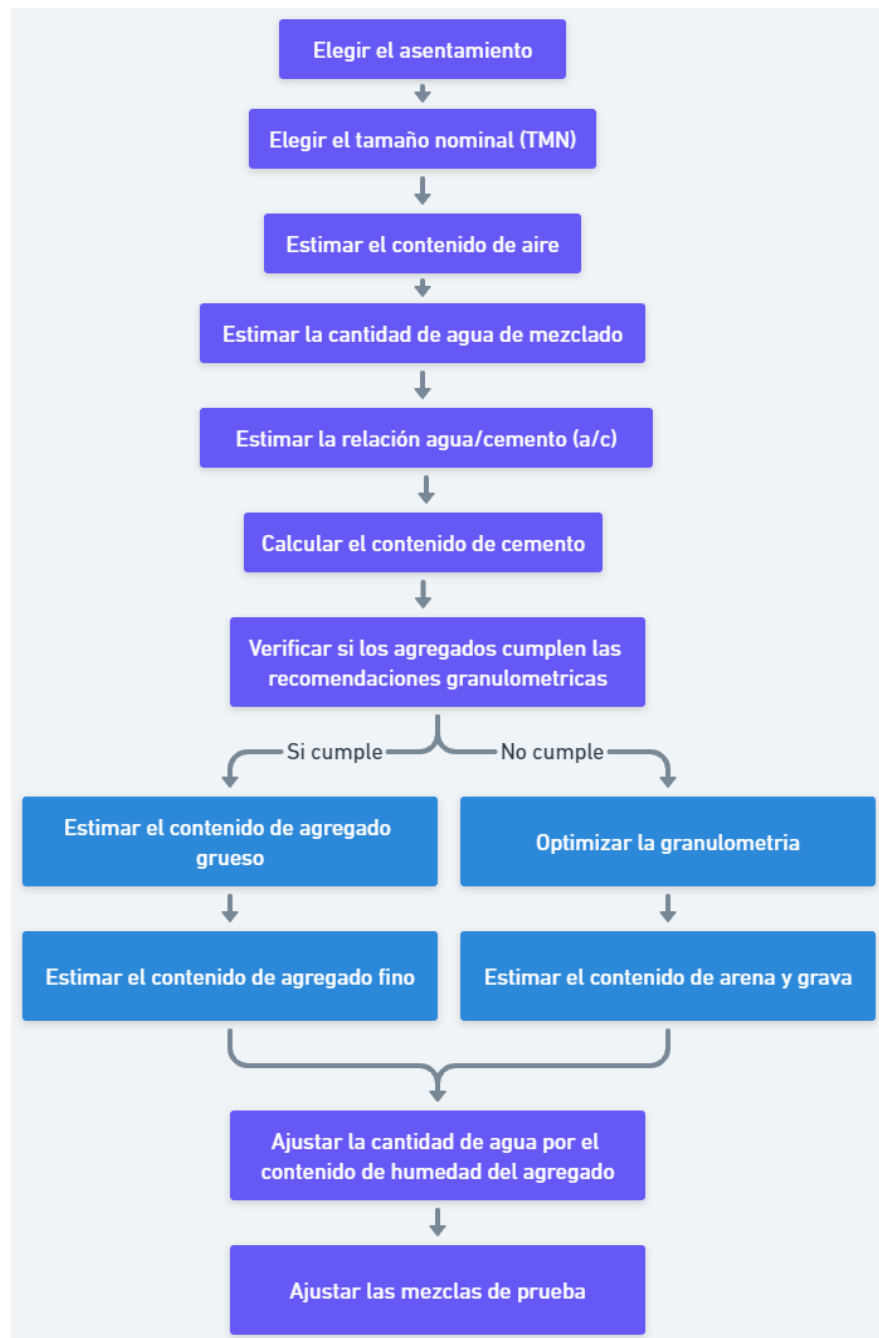 Elegir el asentamiento
Elegir el tamaño nominal (TMN)
Estimar el contenido de aire
Estimar la cantidad de agua de mezclado
Estimar la relación agua/cemento (a/c)
Calcular el contenido de cemento
Verificar si los agregados cumplen las
recomendaciones granulometricas
Si cumple
No cumple
Estimar el contenido de agregado
grueso
Optimizar la granulometria
Estimar el contenido de agregado fino
Estimar el contenido de arena y grava
Ajustar la cantidad de agua por el
contenido de humedad del agregado
Ajustar las mezclas de prueba